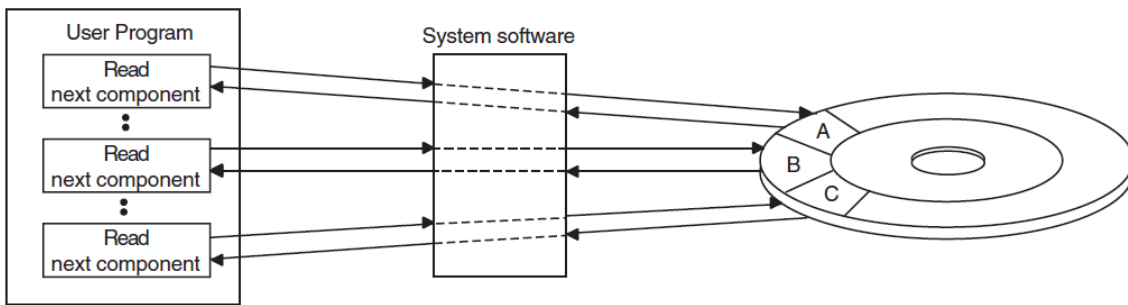 User Program
System software
Read
next component
Read
next component
Read
next component
A
B
C